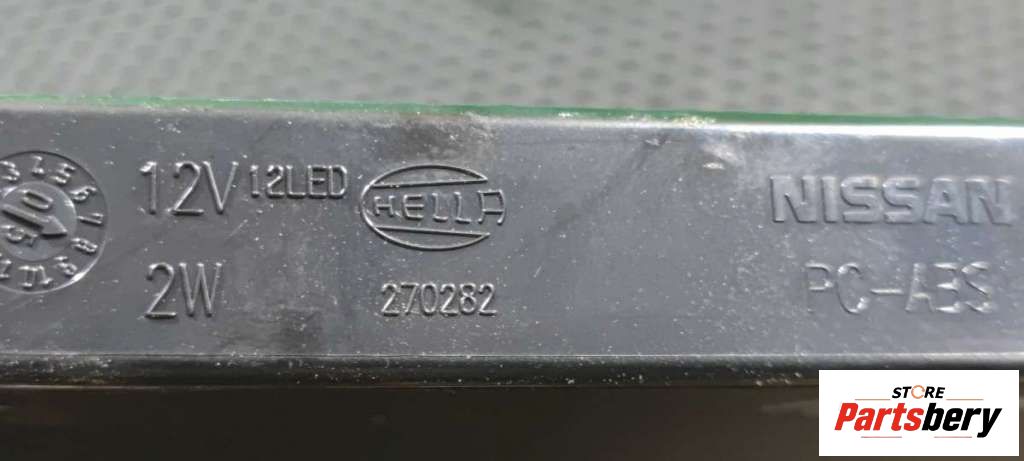 12V 12LED HELLA NISSAN
2W 270282 PC-ABS
STORE
Partsbery